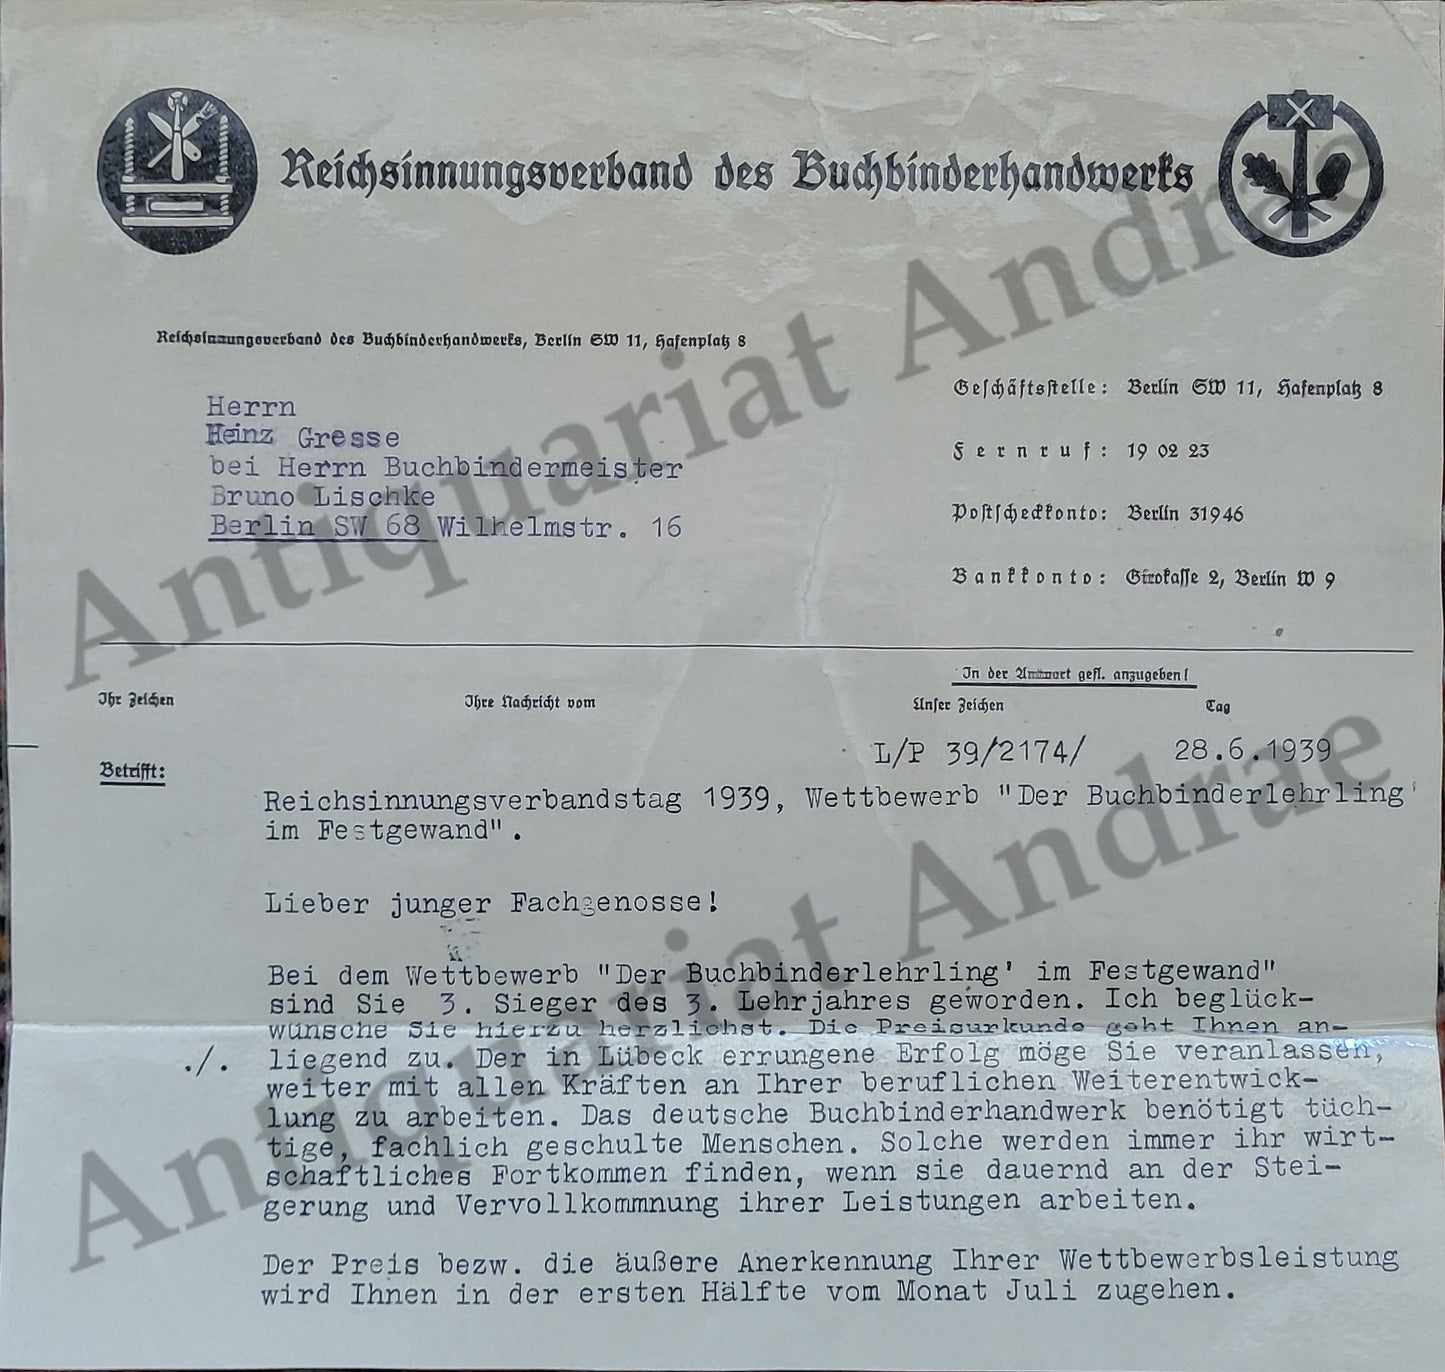 Reichsinnungsverband des Buchbinderhandwerks
Reichsinnungsverband des Buchbinderhandwerks, Berlin SW 11, Hafenplatz 8
Herrn
Heinz Gresse
bei Herrn Buchbindermeister
Bruno Lischke
Berlin SW 68 Wilhelmstr. 16
Geschäftsstelle: Berlin SW 11, Hafenplatz 8
Fernruf: 19 02 23
Postscheckkonto: Berlin 31946
Bankkonto: Girokasse 2, Berlin W 9
In der Antwort gefl. anzugeben!
Ihr Zeichen Ihre Nachricht vom Unser Zeichen Tag
L/P 39/2174/ 28.6.1939
Betrifft:
Reichsinnungsverbandstag 1939, Wettbewerb "Der Buchbinderlehrling'
im Festgewand".
Lieber junger Fachgenosse!
Bei dem Wettbewerb "Der Buchbinderlehrling' im Festgewand"
sind Sie 3. Sieger des 3. Lehrjahres geworden. Ich beglück-
wünsche Sie hierzu herzlichst. Die Preisurkunde geht Ihnen an-
./. liegend zu. Der in Lübeck errungene Erfolg möge Sie veranlassen,
weiter mit allen Kräften an Ihrer beruflichen Weiterentwick-
lung zu arbeiten. Das deutsche Buchbinderhandwerk benötigt tüch-
tige, fachlich geschulte Menschen. Solche werden immer ihr wirt-
schaftliches Fortkommen finden, wenn sie dauernd an der Stei-
gerung und Vervollkommnung ihrer Leistungen arbeiten.
Der Preis bezw. die äußere Anerkennung Ihrer Wettbewerbsleistung
wird Ihnen in der ersten Hälfte vom Monat Juli zugehen.
Antiquariat Andrae
Antiquariat Andrae